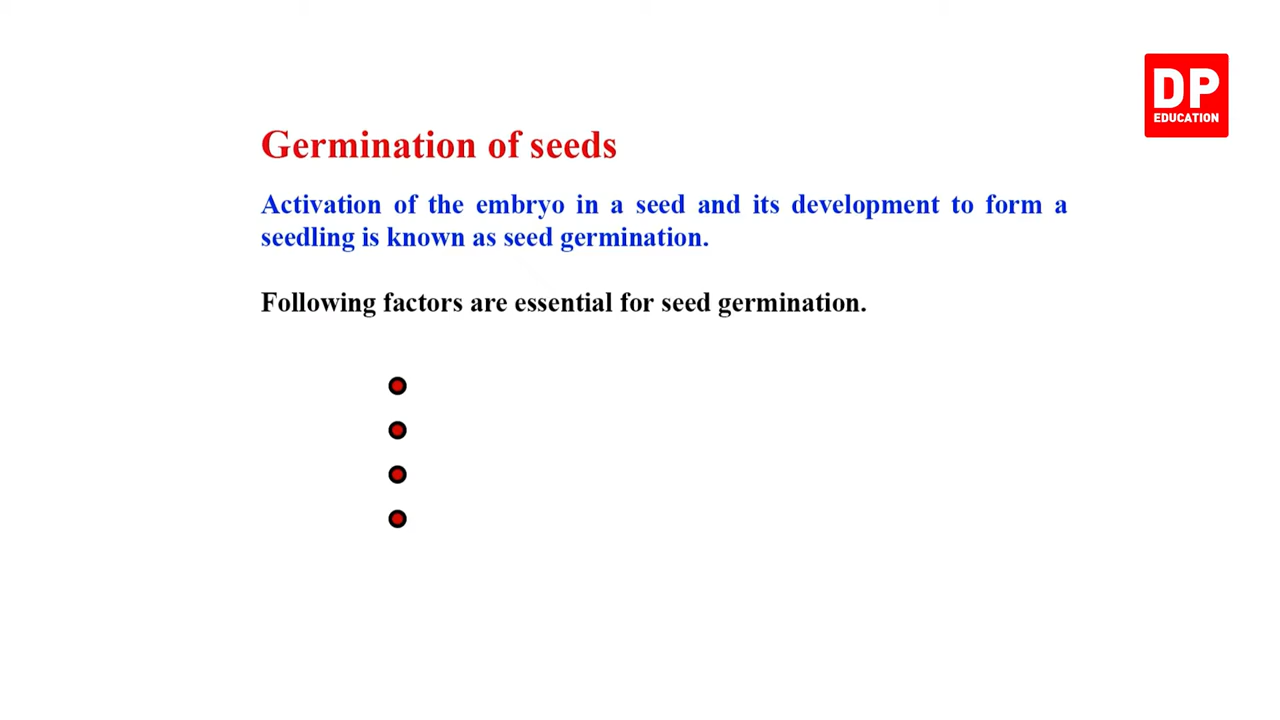 DP
EDUCATION
Germination of seeds
Activation of the embryo in a seed and its development to form a
seedling is known as seed germination.
Following factors are essential for seed germination.